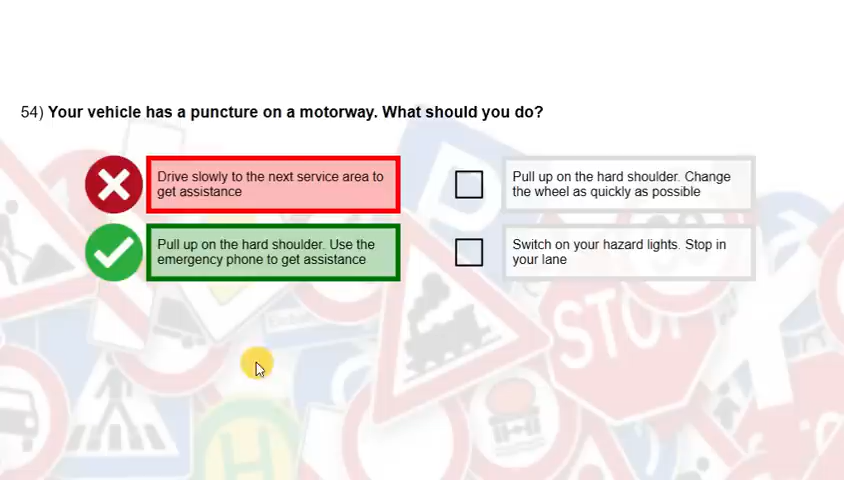 54) Your vehicle has a puncture on a motorway. What should you do?
Drive slowly to the next service area to
get assistance
Pull up on the hard shoulder. Change
the wheel as quickly as possible
Pull up on the hard shoulder. Use the
emergency phone to get assistance
Switch on your hazard lights. Stop in
your lane
STOP
H